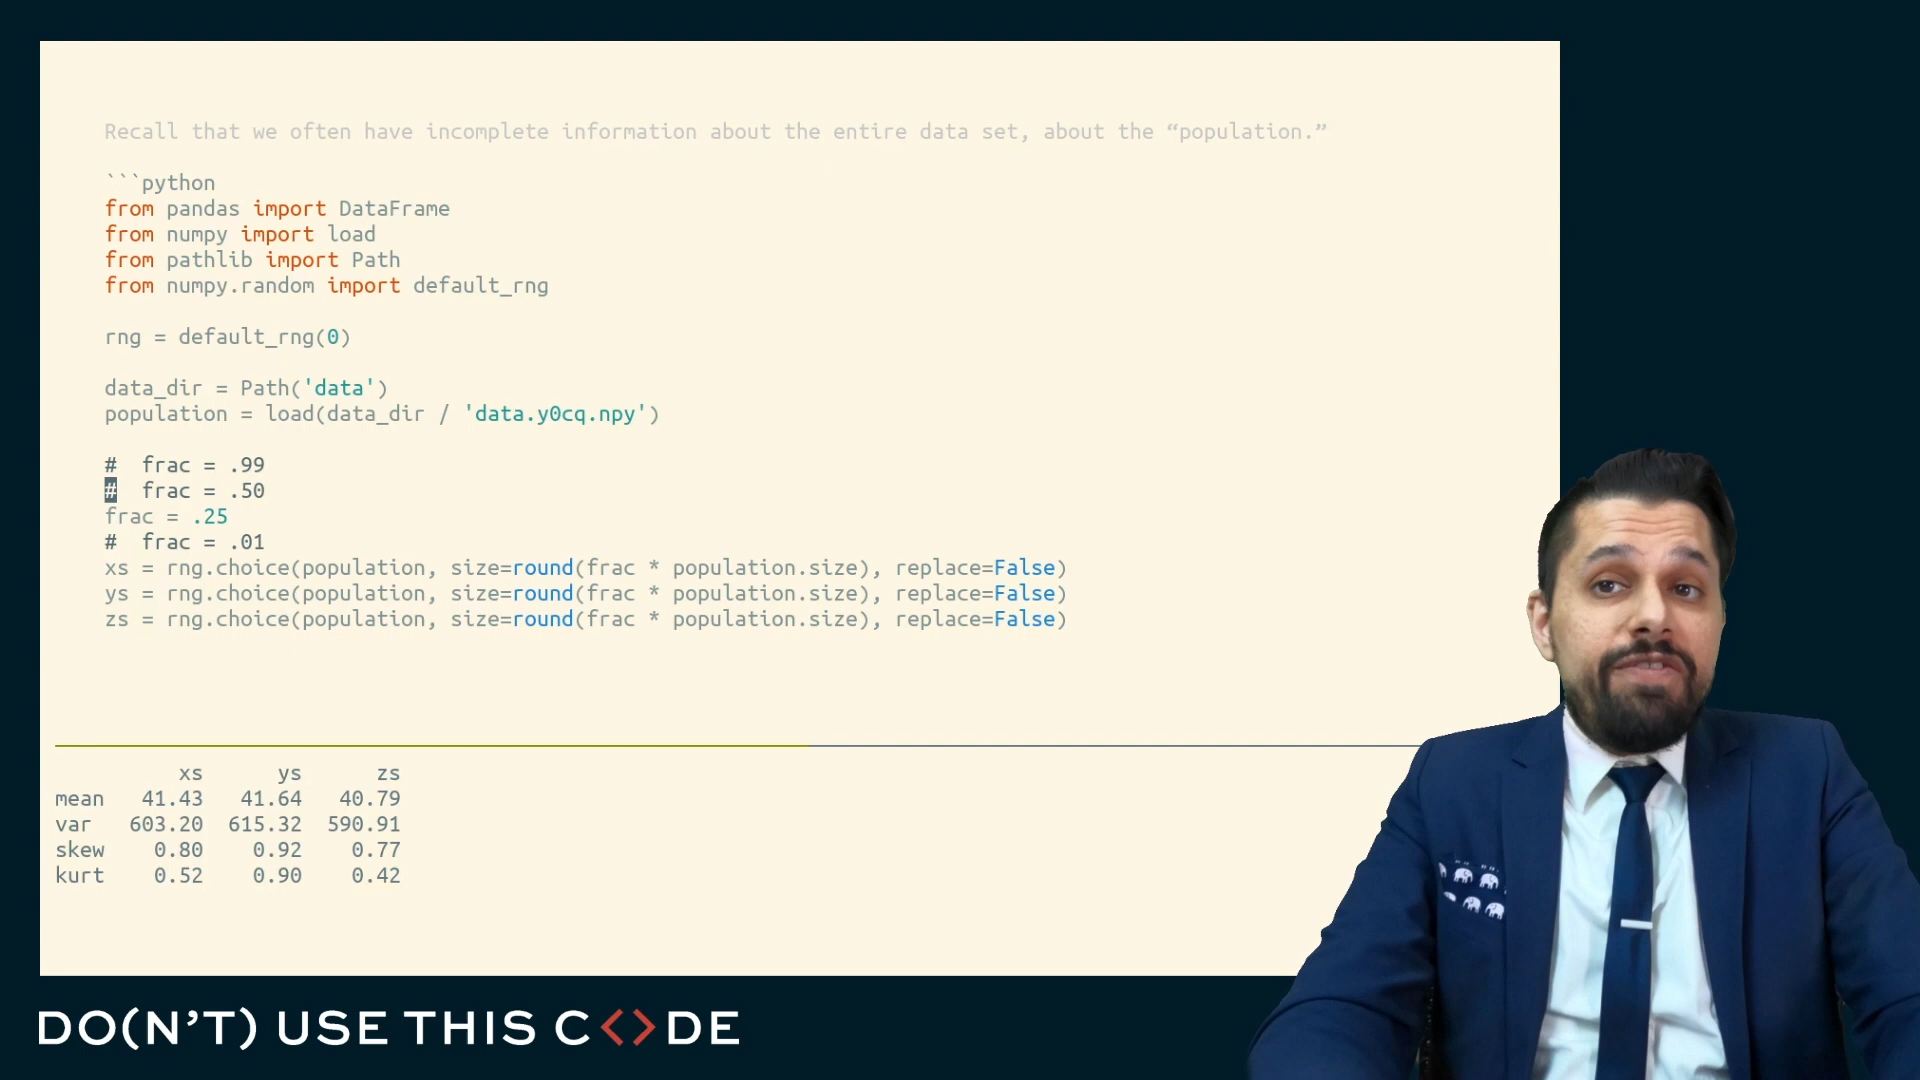 Recall that we often have incomplete information about the entire data set, about the “population.”
```python
from pandas import DataFrame
from numpy import load
from pathlib import Path
from numpy.random import default_rng
rng = default_rng(0)
data_dir = Path('data')
population = load(data_dir / 'data.y0cq.npy')
#  frac = .99
#  frac = .50
frac = .25
#  frac = .01
xs = rng.choice(population, size=round(frac * population.size), replace=False)
ys = rng.choice(population, size=round(frac * population.size), replace=False)
zs = rng.choice(population, size=round(frac * population.size), replace=False)
xs ys zs
mean 41.43 41.64 40.79
var 603.20 615.32 590.91
skew 0.80 0.92 0.77
kurt 0.52 0.90 0.42
DO(N’T) USE THIS C<>DE